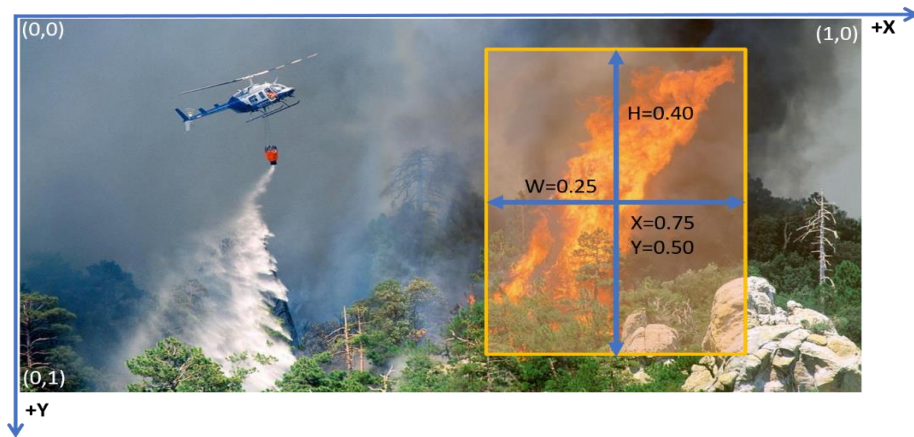 (0,0)
(1,0)
+X
H=0.40
W=0.25
X=0.75
Y=0.50
(0,1)
+Y